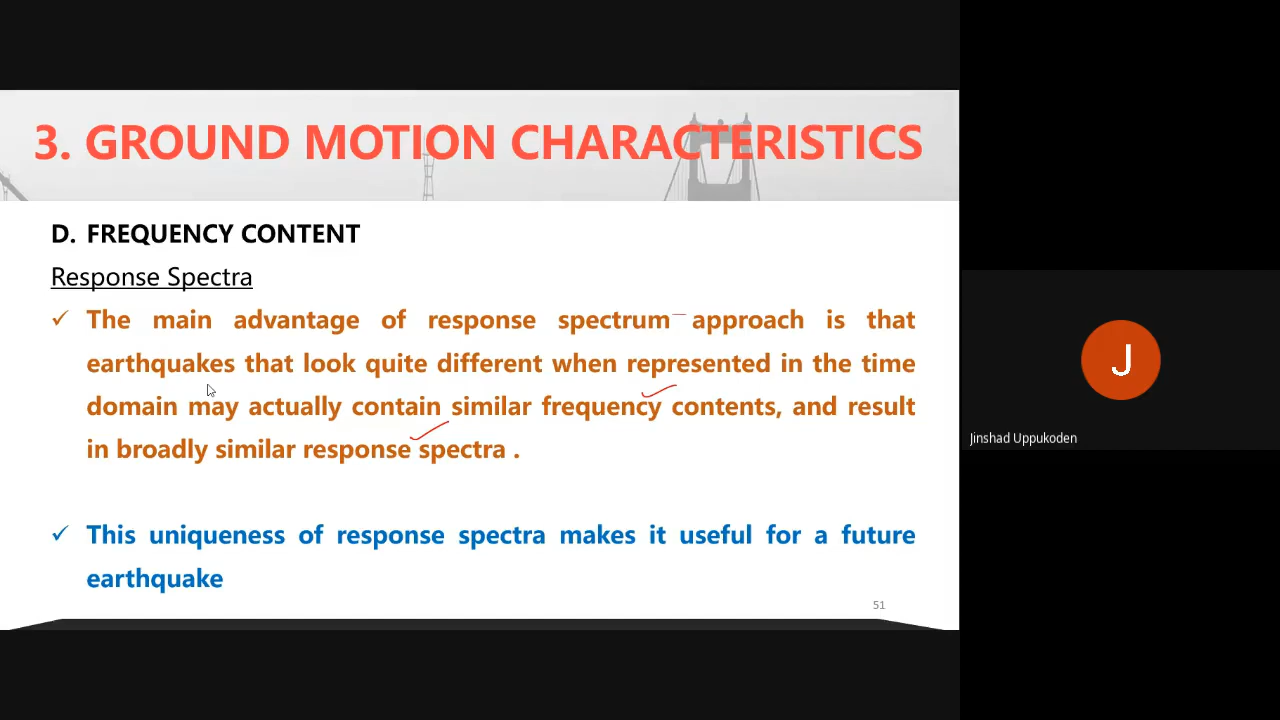 3. GROUND MOTION CHARACTERISTICS
D. FREQUENCY CONTENT
Response Spectra
✓ The main advantage of response spectrum approach is that
earthquakes that look quite different when represented in the time
domain may actually contain similar frequency contents, and result
in broadly similar response spectra .
✓ This uniqueness of response spectra makes it useful for a future
earthquake
51
J
Jinshad Uppukoden